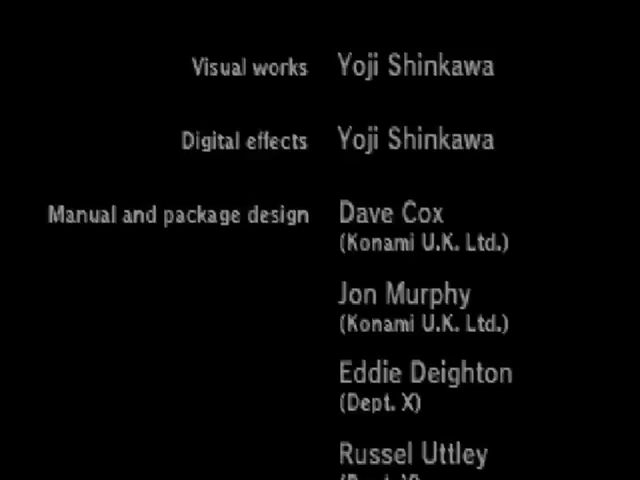 Visual works Yoji Shinkawa
Digital effects Yoji Shinkawa
Manual and package design Dave Cox
(Konami U.K. Ltd.)
Jon Murphy
(Konami U.K. Ltd.)
Eddie Deighton
(Dept. X)
Russel Uttley